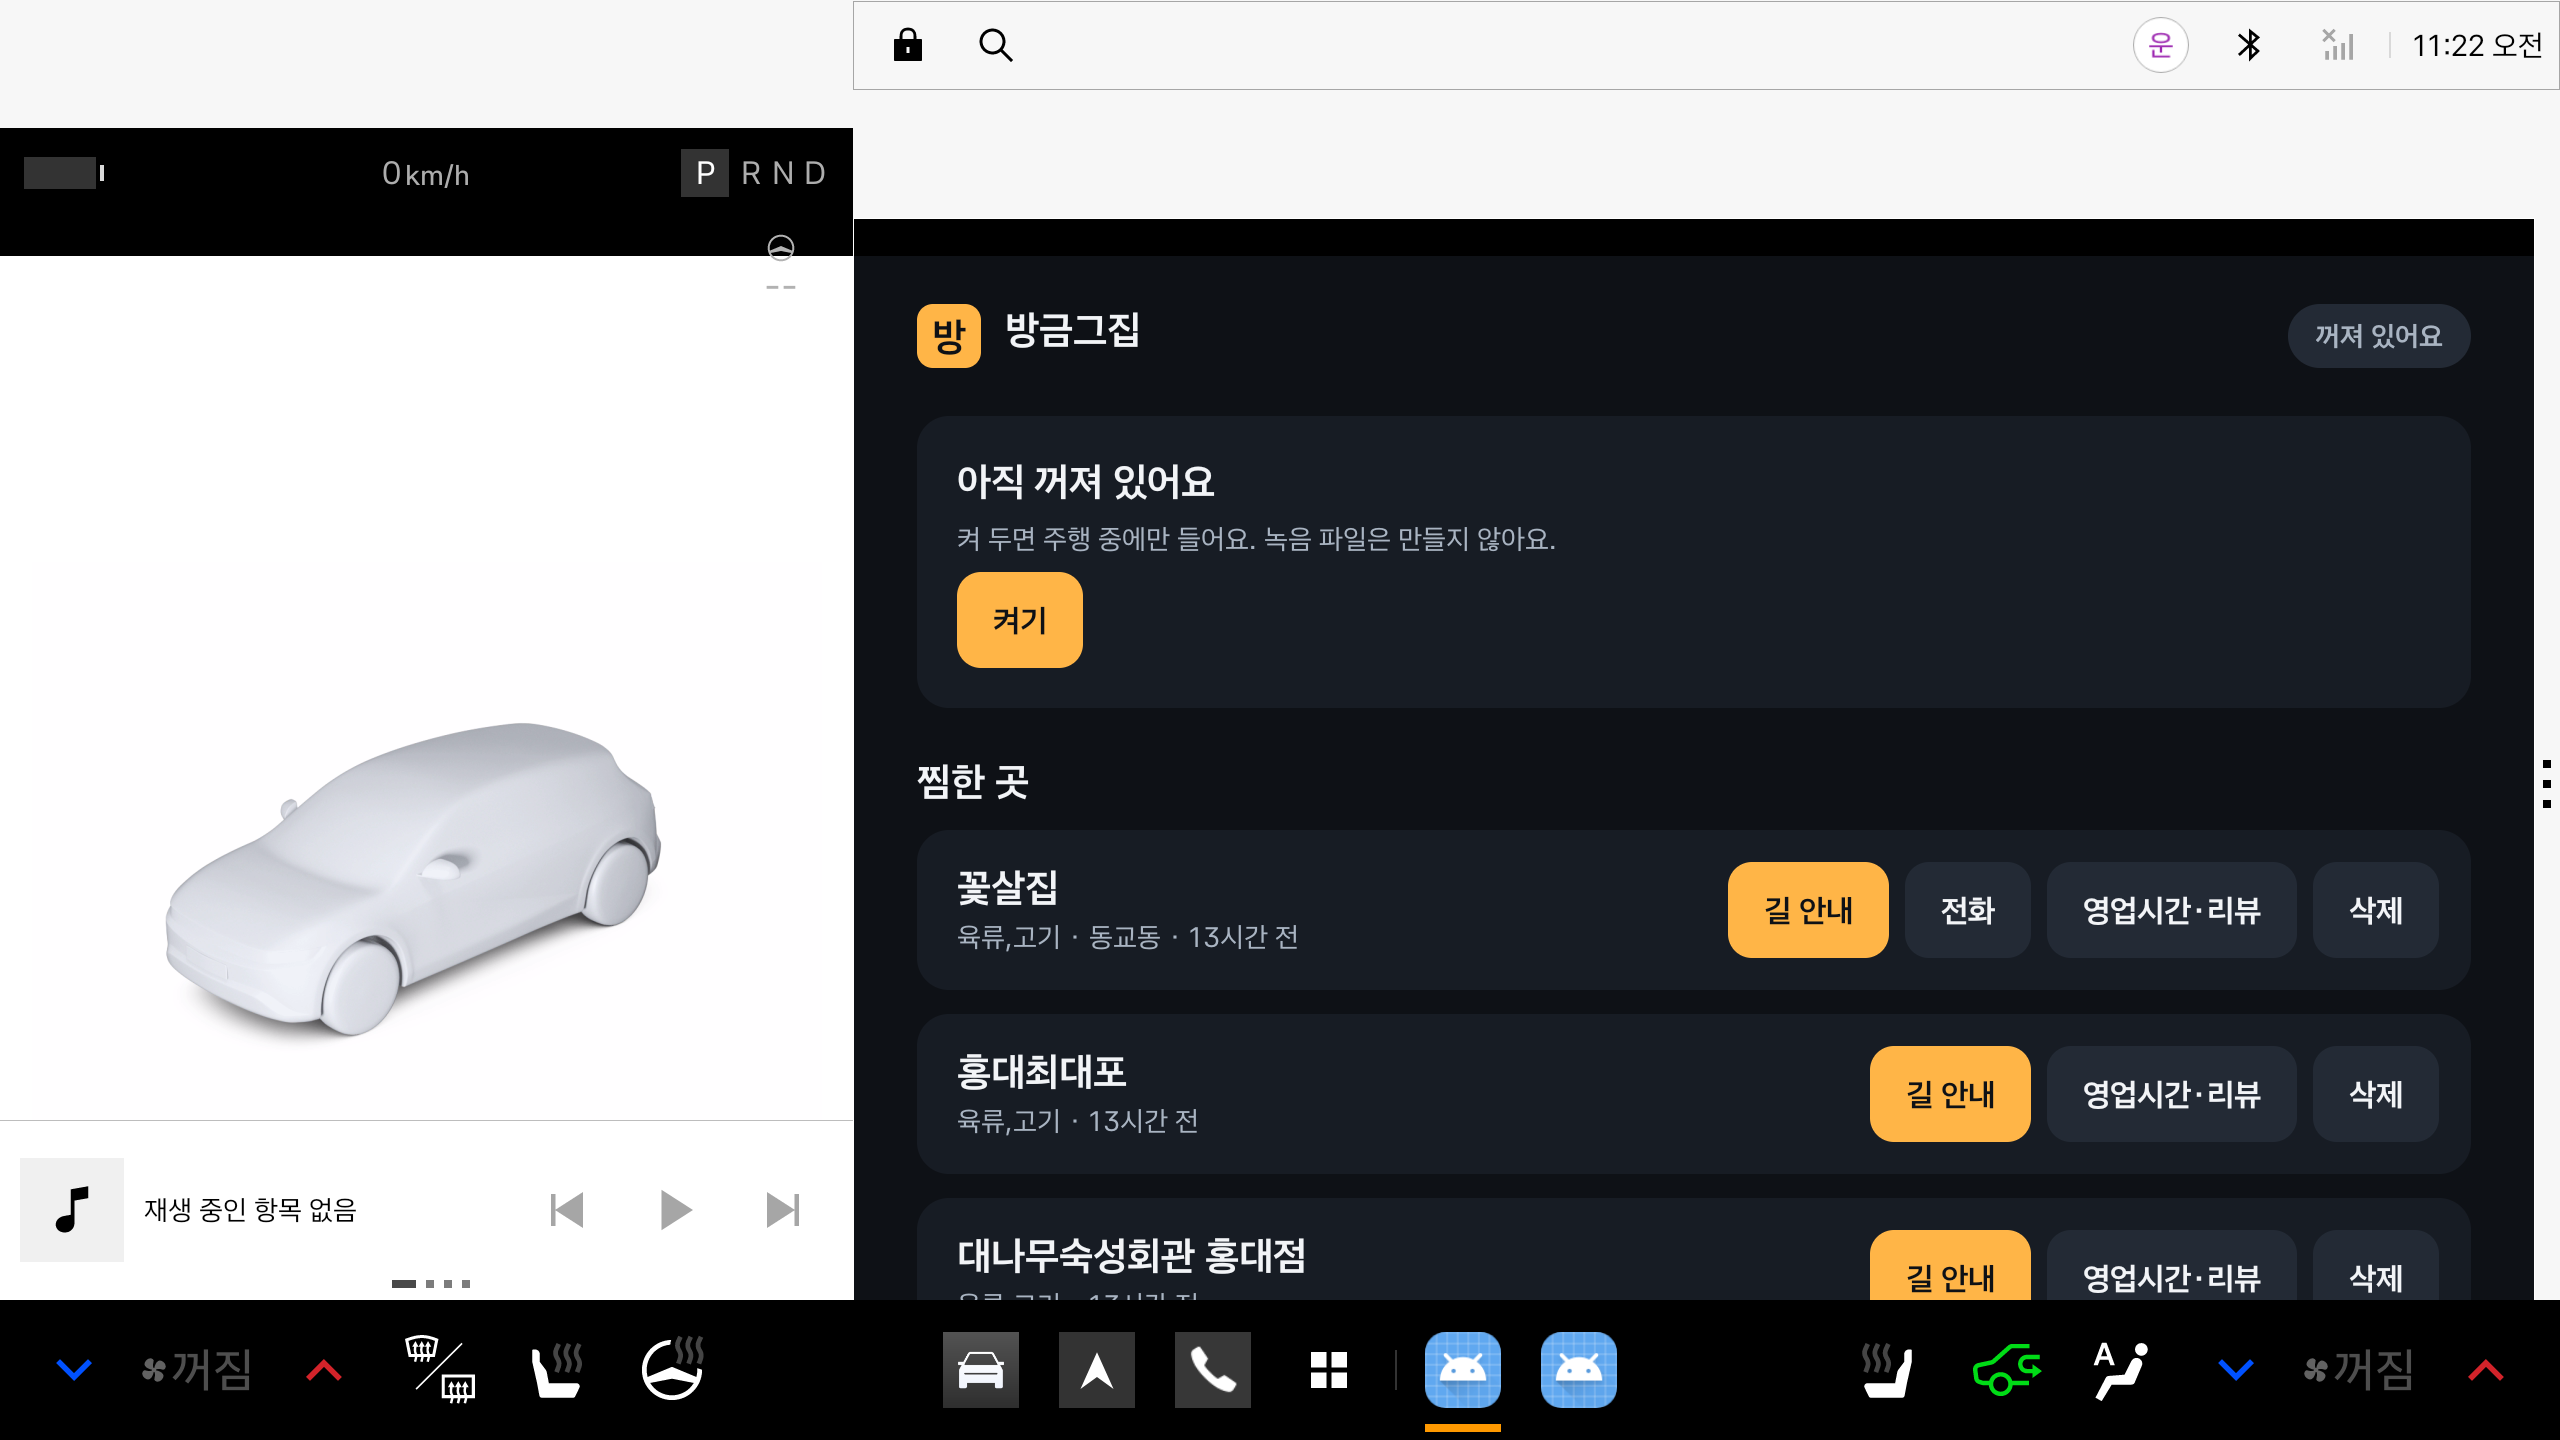 운
11:22 오전
0 km/h
P R N D
--
재생 중인 항목 없음
방
방금그집
꺼져 있어요
아직 꺼져 있어요
켜 두면 주행 중에만 들어요. 녹음 파일은 만들지 않아요.
켜기
찜한 곳
꽃살집
육류,고기 · 동교동 · 13시간 전
길 안내
전화
영업시간·리뷰
삭제
홍대최대포
육류,고기 · 13시간 전
길 안내
영업시간·리뷰
삭제
대나무숙성회관 홍대점
길 안내
영업시간·리뷰
삭제
꺼짐
A
꺼짐